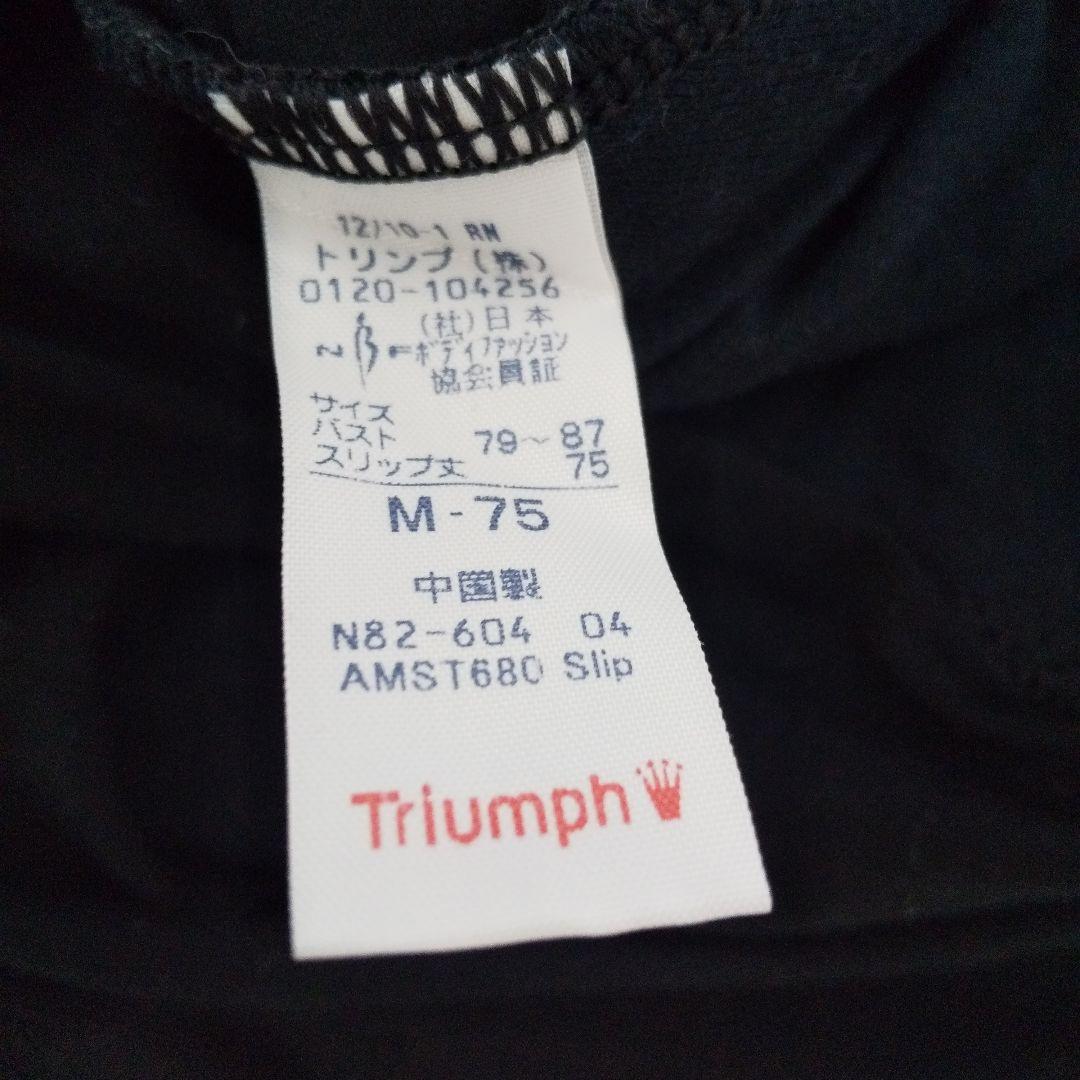 12/10-1 RN
トリンプ(株)
0120-104256
(社)日本
ボディファッション
協会員証
サイズ
バスト 79~87
スリップ丈 75
M-75
中国製
N82-604 04
AMST680 Slip
Triumph